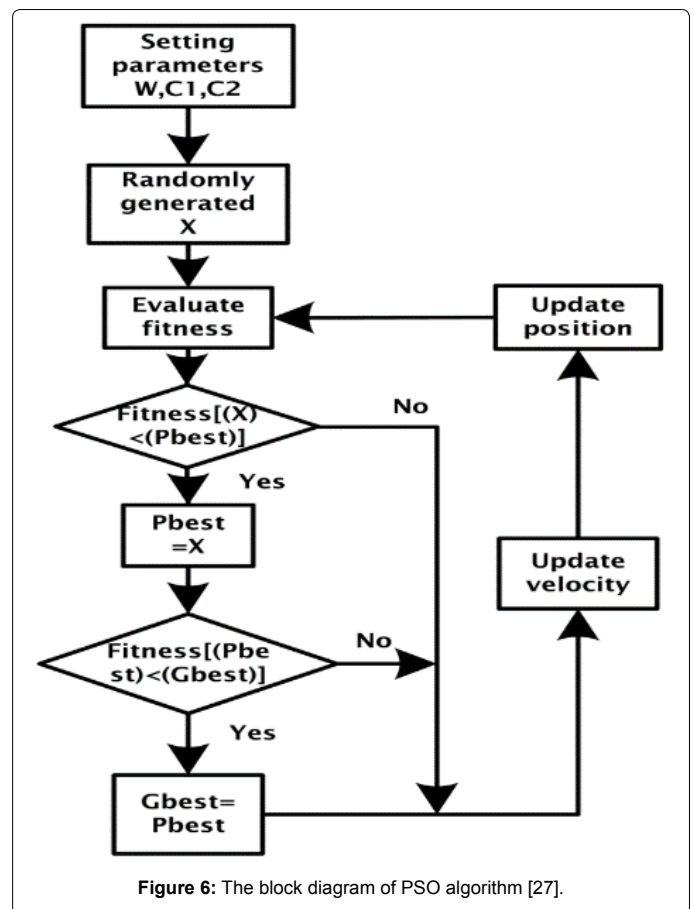 Setting
parameters
W,C1,C2
Randomly
generated
X
Evaluate
fitness
Update
position
Fitness[(X)
<(Pbest)]
No
Yes
Pbest
=X
Update
velocity
Fitness[(Pbe
st)<(Gbest)]
No
Yes
Gbest=
Pbest
Figure 6: The block diagram of PSO algorithm [27].